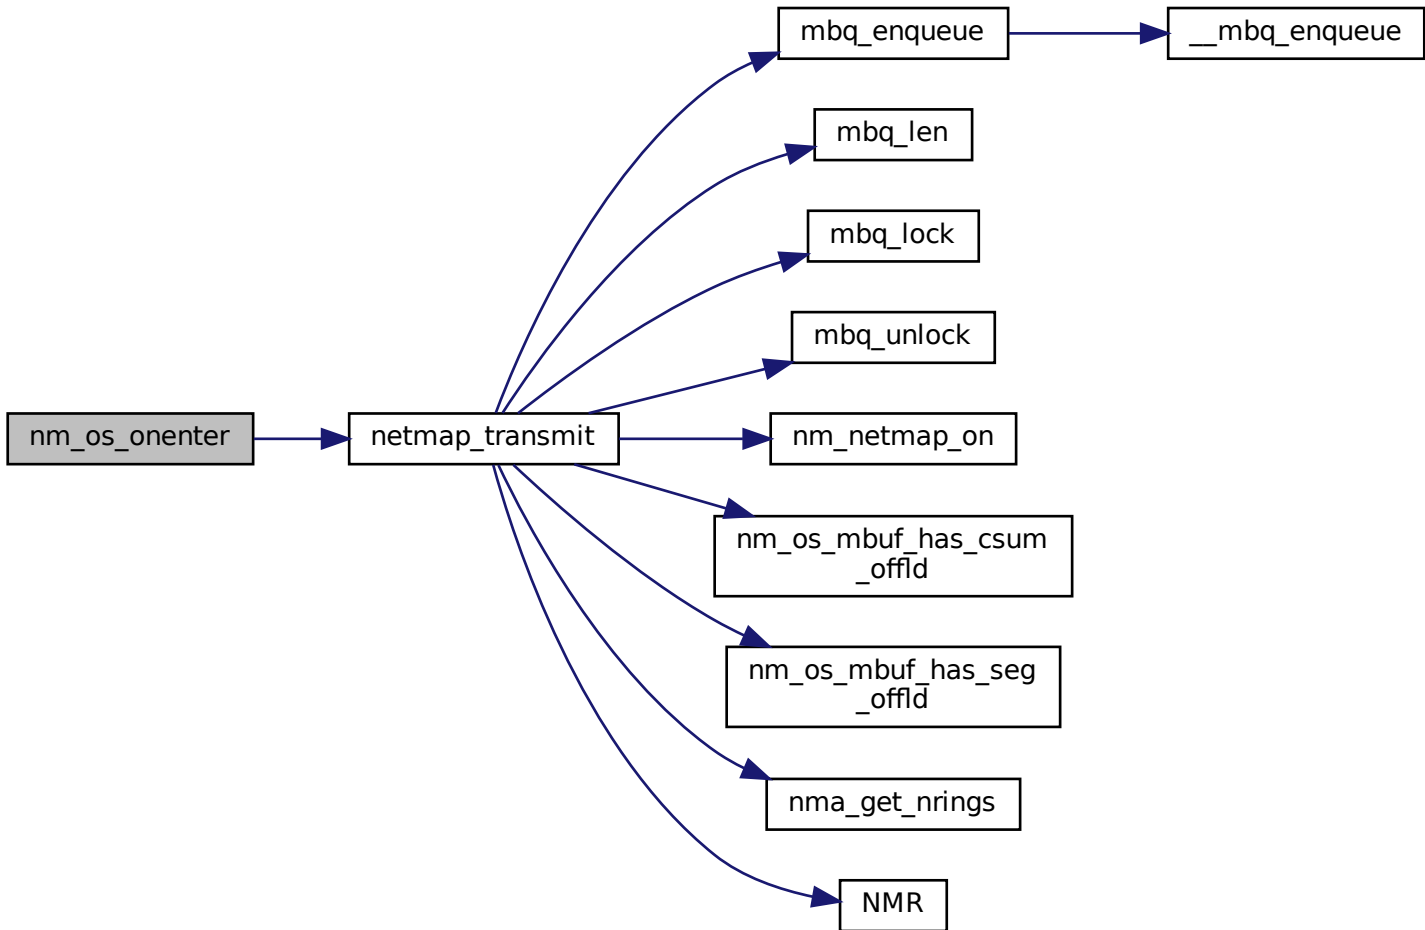 mbq_enqueue
__mbq_enqueue
mbq_len
mbq_lock
mbq_unlock
nm_os_onenter
netmap_transmit
nm_netmap_on
nm_os_mbuf_has_csum
_offld
nm_os_mbuf_has_seg
_offld
nma_get_nrings
NMR